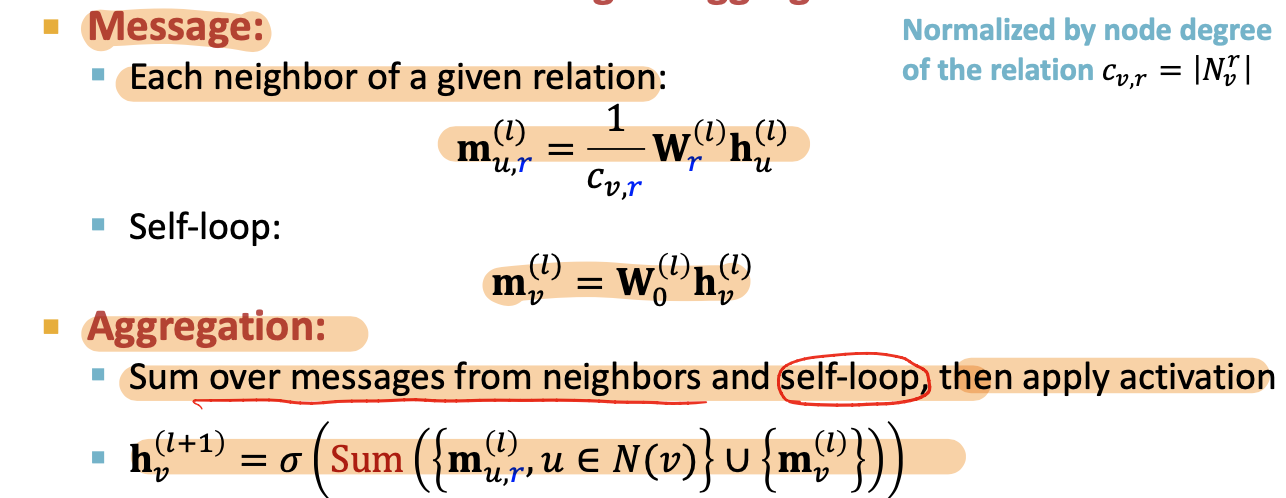 Message:
Normalized by node degree
of the relation c_{v,r} = |N_v^r|
Each neighbor of a given relation:
m_{u,r}^{(l)} = \frac{1}{c_{v,r}} W_r^{(l)} h_u^{(l)}
Self-loop:
m_v^{(l)} = W_0^{(l)} h_v^{(l)}
Aggregation:
Sum over messages from neighbors and self-loop, then apply activation
h_v^{(l+1)} = σ(Sum({m_{u,r}^{(l)}, u ∈ N(v)} ∪ {m_v^{(l)}}))